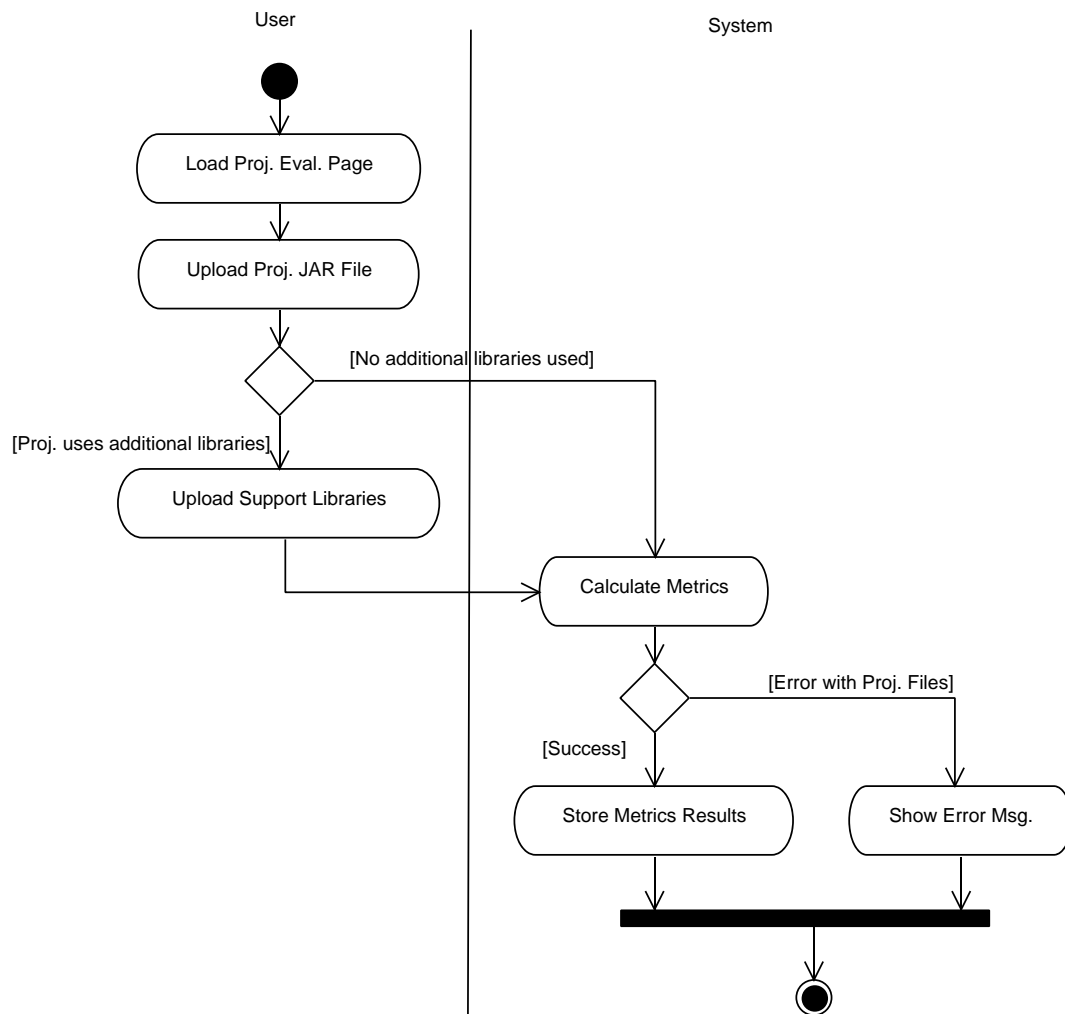 User
System
Load Proj. Eval. Page
Upload Proj. JAR File
[No additional libraries used]
[Proj. uses additional libraries]
Upload Support Libraries
Calculate Metrics
[Error with Proj. Files]
[Success]
Store Metrics Results
Show Error Msg.